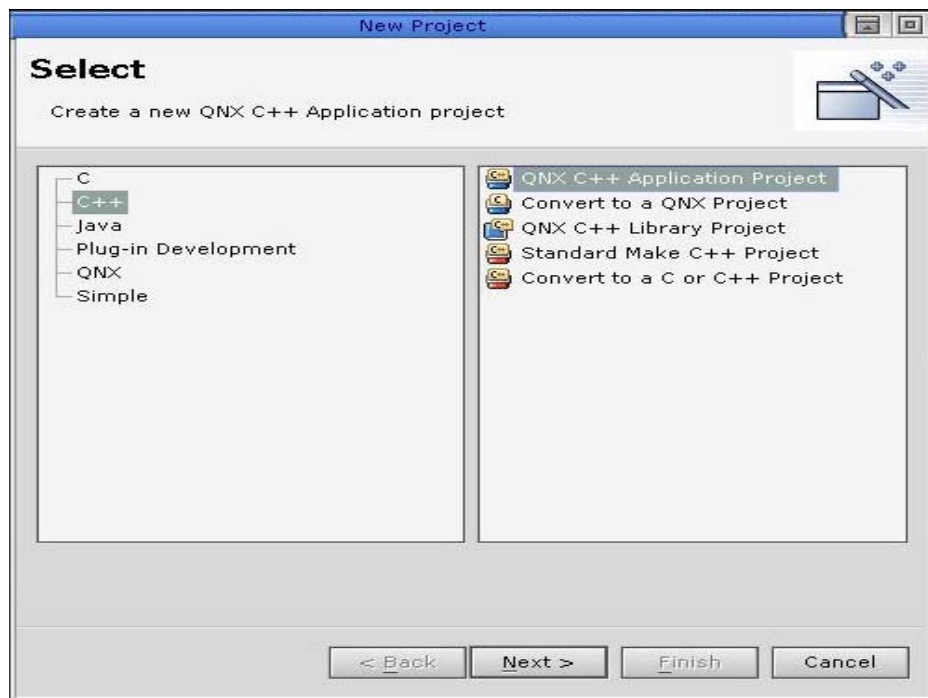 New Project
Select
Create a new QNX C++ Application project
C
C++
Java
Plug-in Development
QNX
Simple
QNX C++ Application Project
Convert to a QNX Project
QNX C++ Library Project
Standard Make C++ Project
Convert to a C or C++ Project
< Back
Next >
Finish
Cancel